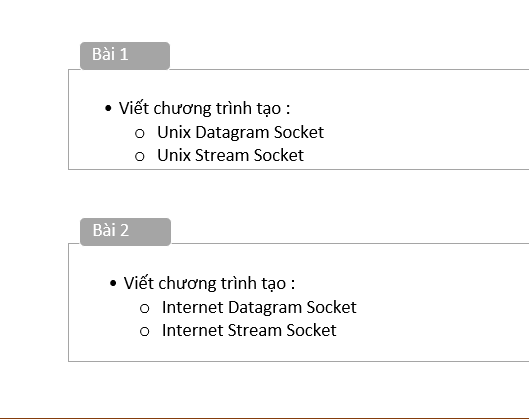 Bài 1
• Viết chương trình tạo :
o Unix Datagram Socket
o Unix Stream Socket
Bài 2
• Viết chương trình tạo :
o Internet Datagram Socket
o Internet Stream Socket